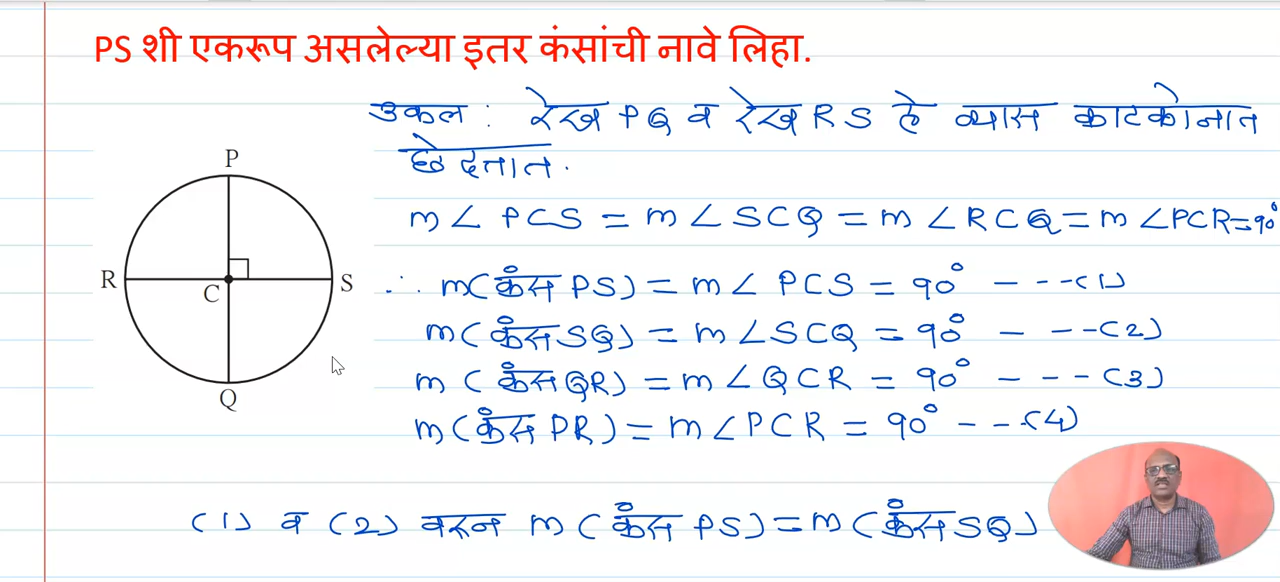 PS शी एकरूप असलेल्या इतर कंसांची नावे लिहा.
उकल : रेख PQ व रेख RS हे व्यास काटकोनात
छेदतात.
m∠ PCS = m∠SCQ = m∠RCQ = m∠PCR = 90°
∴ m(कंस PS) = m∠ PCS = 90° - - - (1)
m(कंस SQ) = m∠SCQ = 90° - - - (2)
m (कंस QR) = m∠QCR = 90° - - - (3)
m(कंस PR) = m∠PCR = 90° - - - (4)
(1) व (2) वरून m (कंस PS) = m (कंस SQ)
P
R
C
S
Q